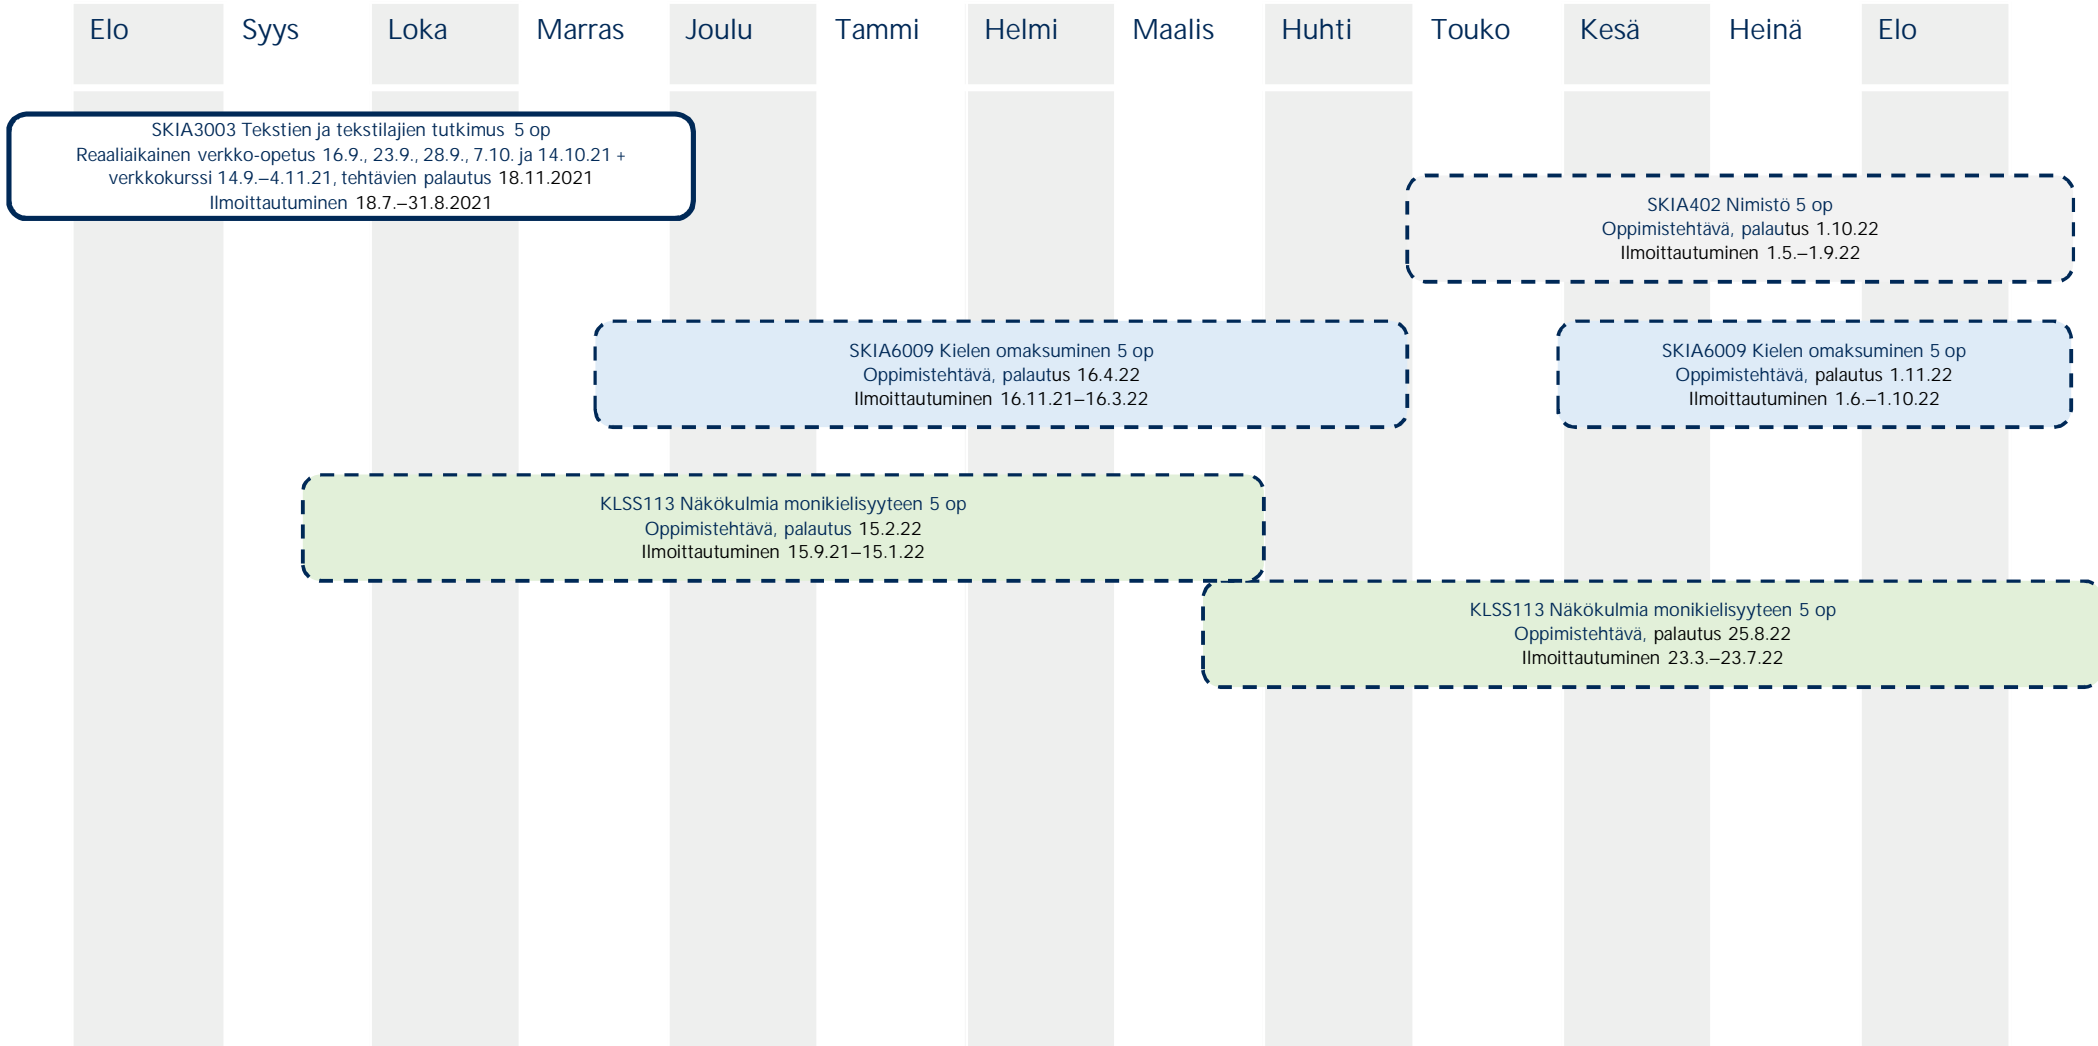 Elo Syys Loka Marras Joulu Tammi Helmi Maalis Huhti Touko Kesä Heinä Elo
SKIA3003 Tekstien ja tekstilajien tutkimus 5 op
Reaaliaikainen verkko-opetus 16.9., 23.9., 28.9., 7.10. ja 14.10.21 +
verkkokurssi 14.9.–4.11.21, tehtävien palautus 18.11.2021
Ilmoittautuminen 18.7.–31.8.2021
SKIA402 Nimistö 5 op
Oppimistehtävä, palautus 1.10.22
Ilmoittautuminen 1.5.–1.9.22
SKIA6009 Kielen omaksuminen 5 op
Oppimistehtävä, palautus 16.4.22
Ilmoittautuminen 16.11.21–16.3.22
SKIA6009 Kielen omaksuminen 5 op
Oppimistehtävä, palautus 1.11.22
Ilmoittautuminen 1.6.–1.10.22
KLSS113 Näkökulmia monikielisyyteen 5 op
Oppimistehtävä, palautus 15.2.22
Ilmoittautuminen 15.9.21–15.1.22
KLSS113 Näkökulmia monikielisyyteen 5 op
Oppimistehtävä, palautus 25.8.22
Ilmoittautuminen 23.3.–23.7.22